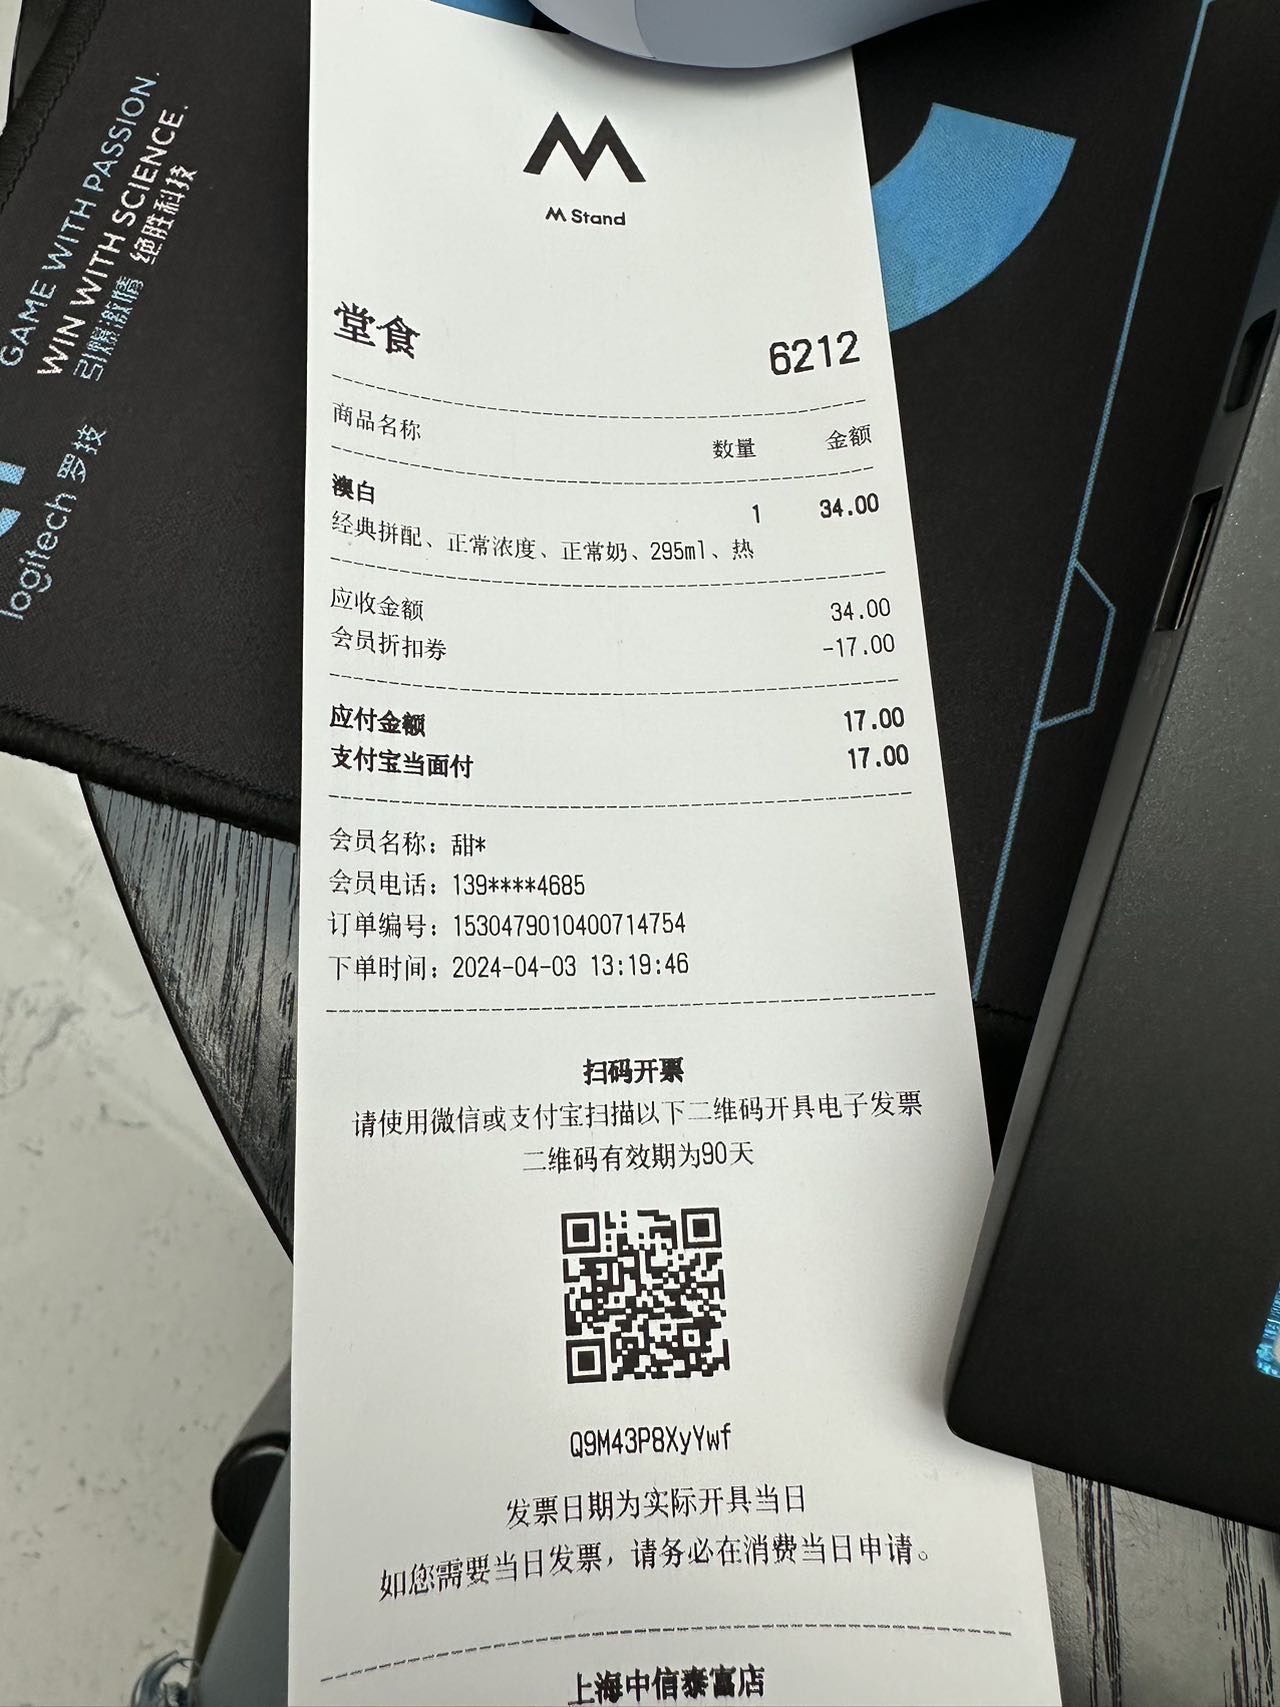 GAME WITH PASSION.
WIN WITH SCIENCE.
引爆激情 绝胜科技
logitech 罗技
M Stand
堂食
6212
商品名称 数量 金额
澳白 1 34.00
经典拼配、正常浓度、正常奶、295ml、热
应收金额 34.00
会员折扣券 -17.00
应付金额 17.00
支付宝当面付 17.00
会员名称：甜*
会员电话：139****4685
订单编号：1530479010400714754
下单时间：2024-04-03 13:19:46
扫码开票
请使用微信或支付宝扫描以下二维码开具电子发票
二维码有效期为90天
Q9M43P8XyYwf
发票日期为实际开具当日
如您需要当日发票，请务必在消费当日申请。
上海中信泰富店